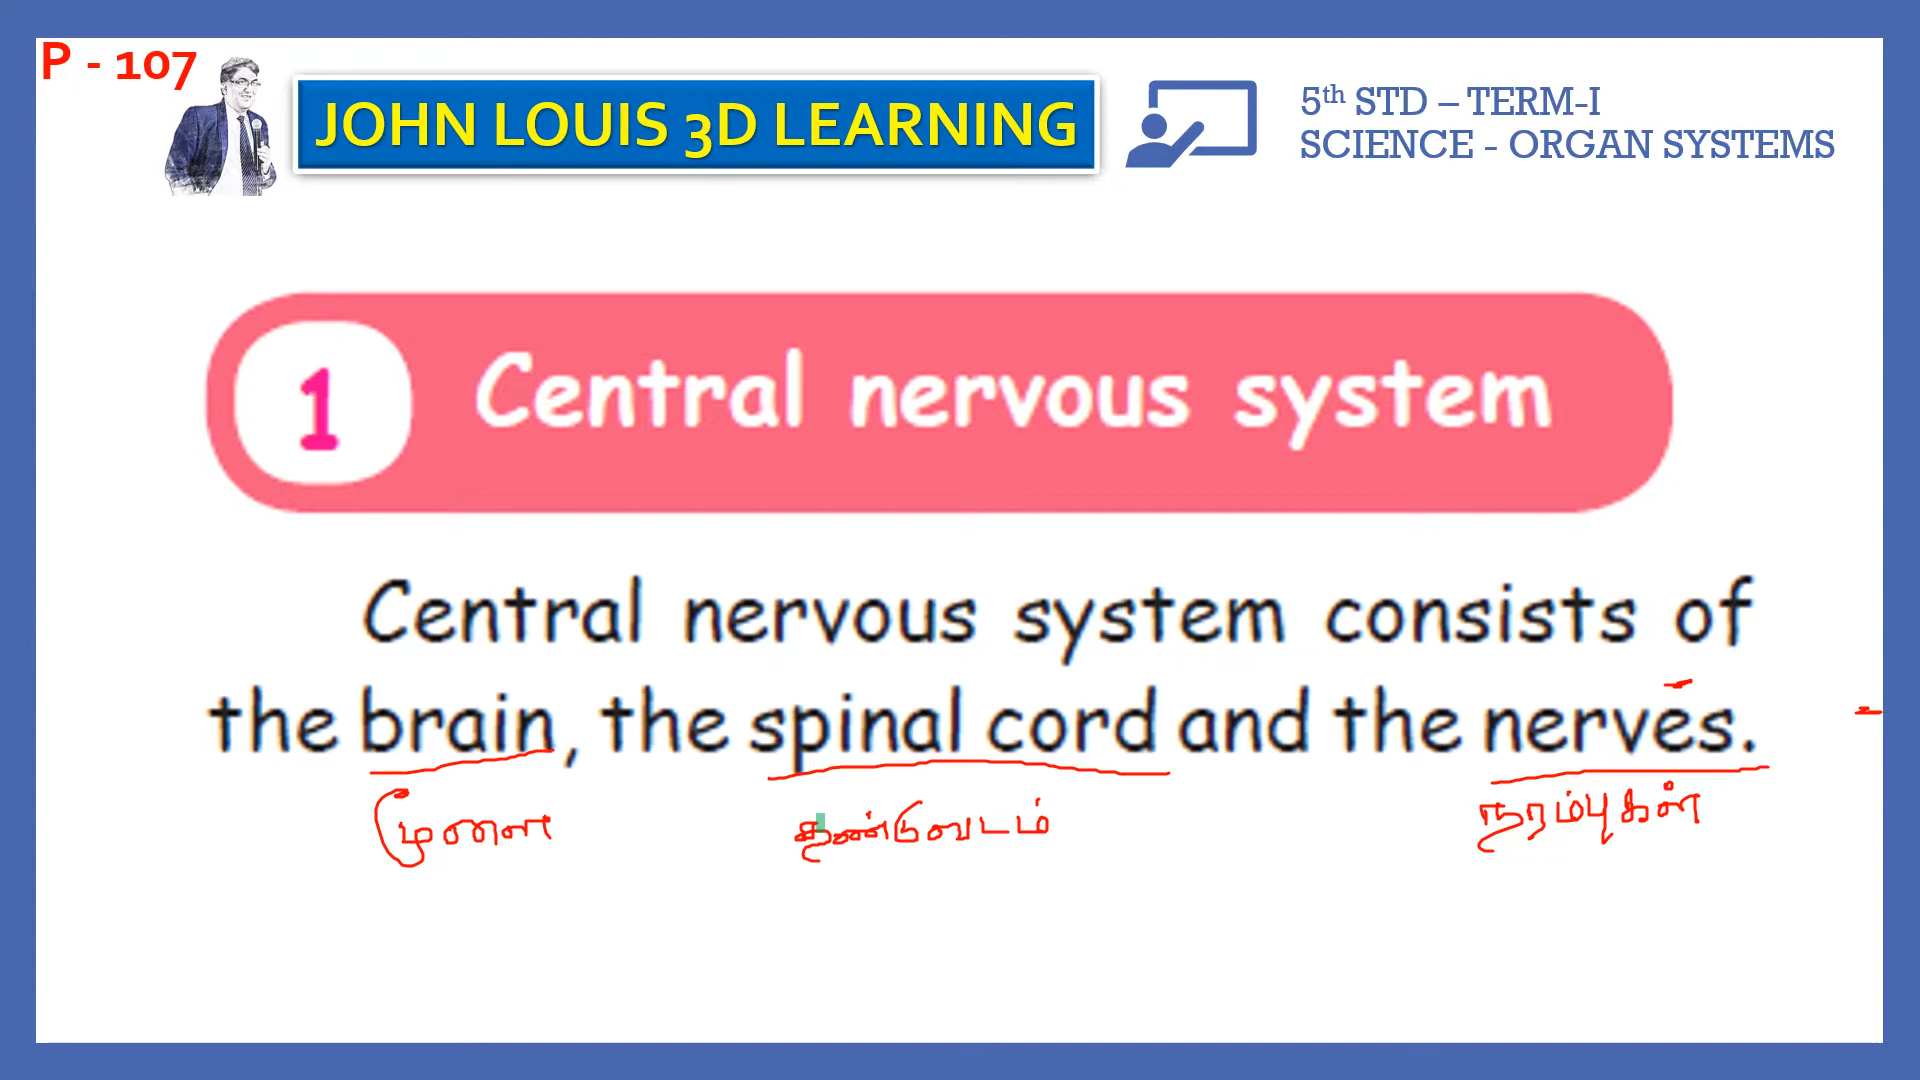 P - 107
JOHN LOUIS 3D LEARNING
5th STD – TERM-I
SCIENCE - ORGAN SYSTEMS
1 Central nervous system
Central nervous system consists of
the brain, the spinal cord and the nerves.
மூளை தண்டுவடம் நரம்புகள்